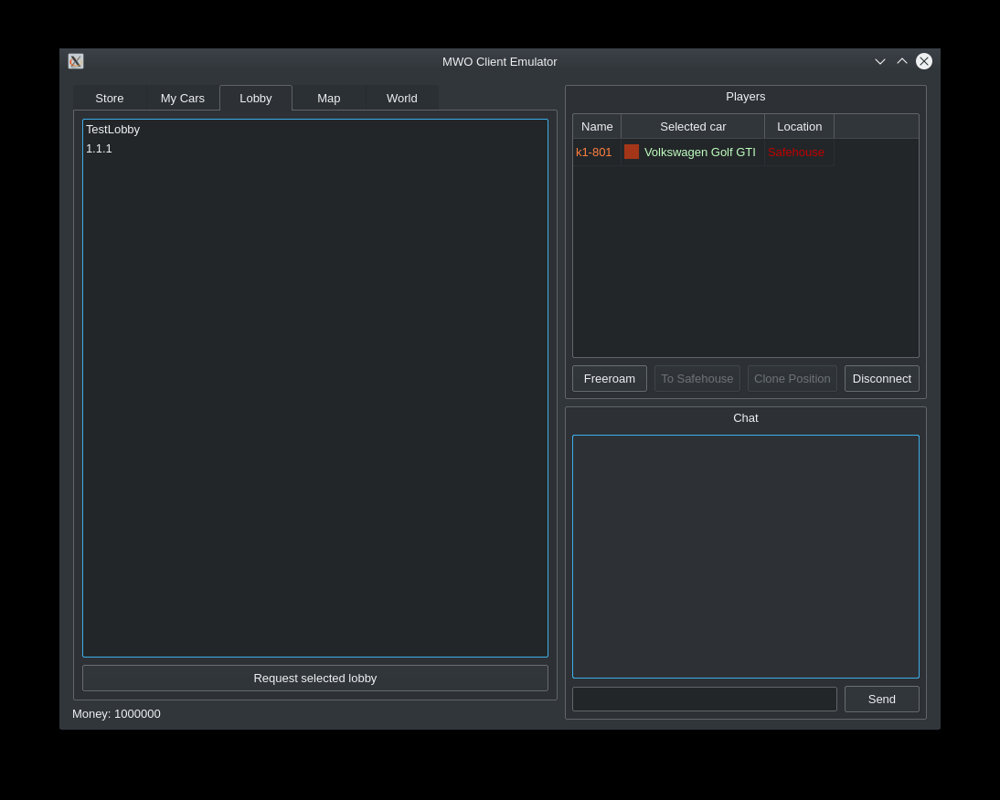 MWO Client Emulator
Store My Cars Lobby Map World
TestLobby
1.1.1
Request selected lobby
Money: 1000000
Players
Name Selected car Location
k1-801 Volkswagen Golf GTI Safehouse
Freeroam To Safehouse Clone Position Disconnect
Chat
Send